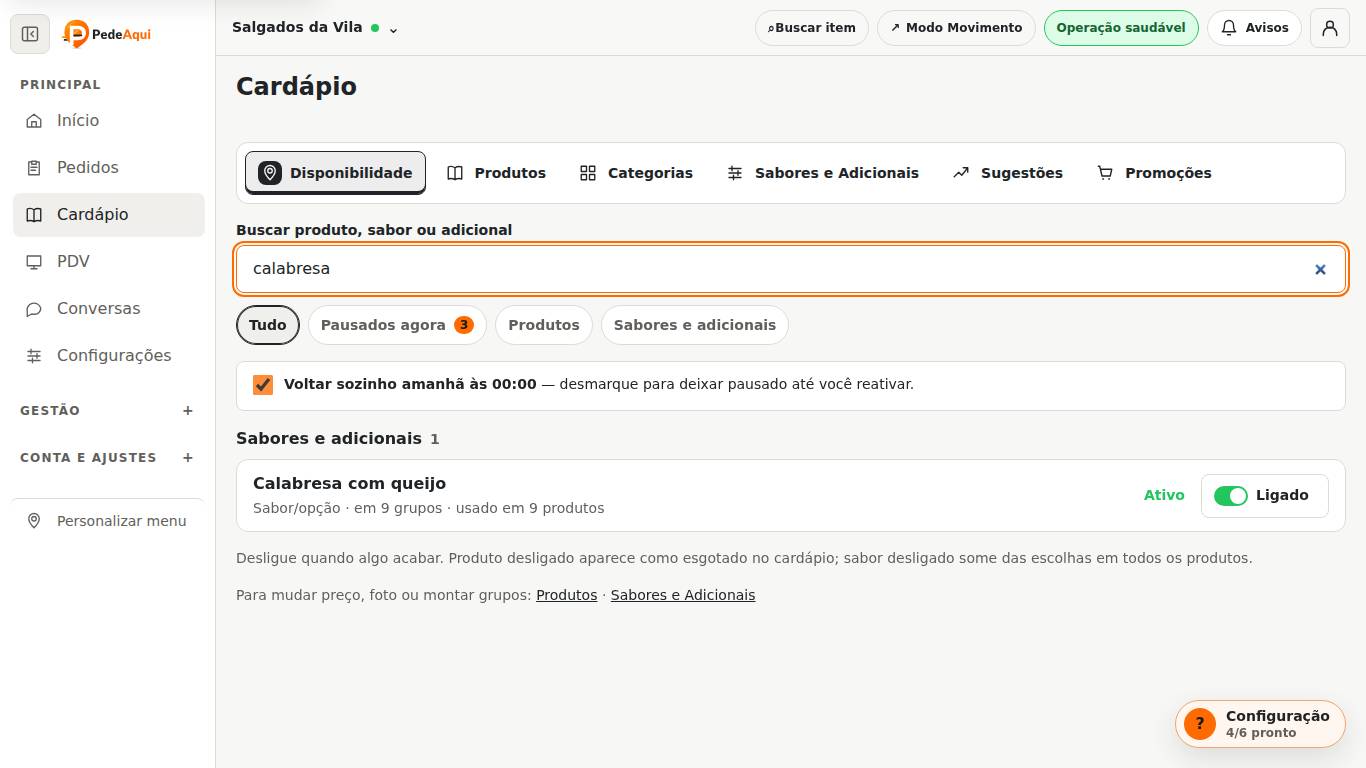 PedeAqui
PRINCIPAL
Início
Pedidos
Cardápio
PDV
Conversas
Configurações
GESTÃO +
CONTA E AJUSTES +
Personalizar menu
Salgados da Vila
Buscar item
Modo Movimento
Operação saudável
Avisos
Cardápio
Disponibilidade
Produtos
Categorias
Sabores e Adicionais
Sugestões
Promoções
Buscar produto, sabor ou adicional
calabresa
Tudo
Pausados agora 3
Produtos
Sabores e adicionais
Voltar sozinho amanhã às 00:00 — desmarque para deixar pausado até você reativar.
Sabores e adicionais 1
Calabresa com queijo
Sabor/opção · em 9 grupos · usado em 9 produtos
Ativo
Ligado
Desligue quando algo acabar. Produto desligado aparece como esgotado no cardápio; sabor desligado some das escolhas em todos os produtos.
Para mudar preço, foto ou montar grupos: Produtos · Sabores e Adicionais
?
Configuração
4/6 pronto